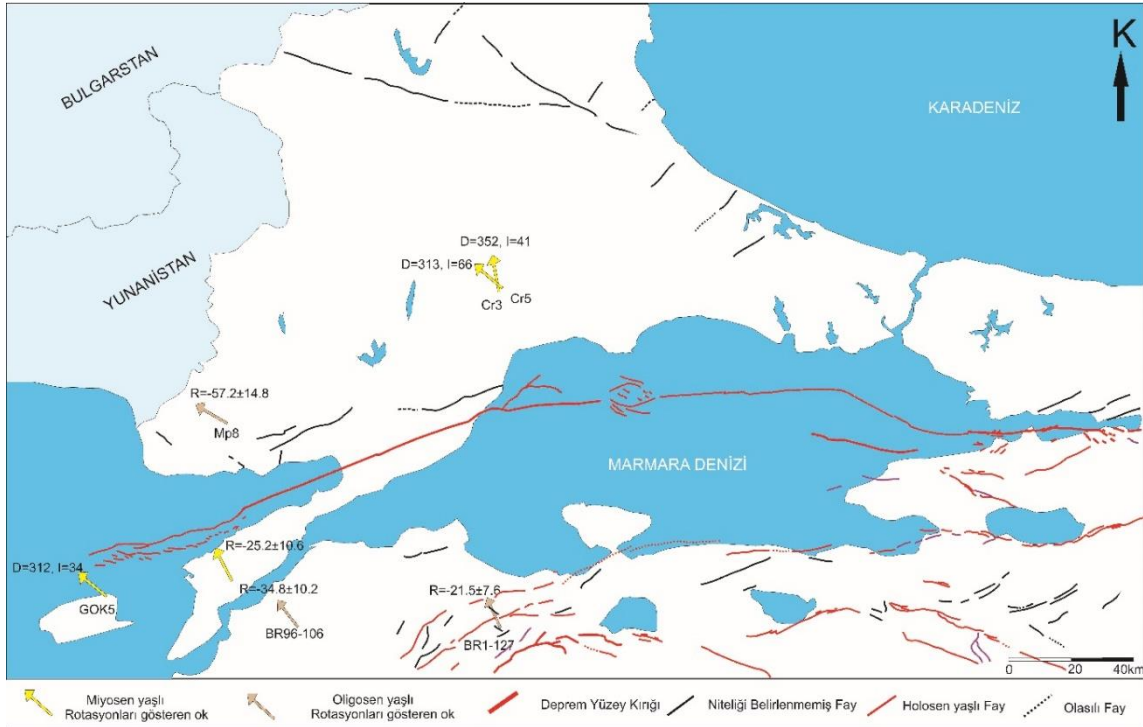 BULGARSTAN
K
KARADENİZ
YUNANİSTAN
D=352, I=41
D=313, I=66
Cr5
Cr3
R=-57.2±14.8
Mp8
MARMARA DENİZİ
R=-25.2±10.6
D=312, I=34
R=-34.8±10.2
R=-21.5±7.6
GOK5
BR96-106
BR1-127
0 20 40km
Miyosen yaşlı
Rotasyonları gösteren ok
Oligosen yaşlı
Rotasyonları gösteren ok
Deprem Yüzey Kırığı
Niteliği Belirlenmemiş Fay
Holosen yaşlı Fay
Olasılı Fay